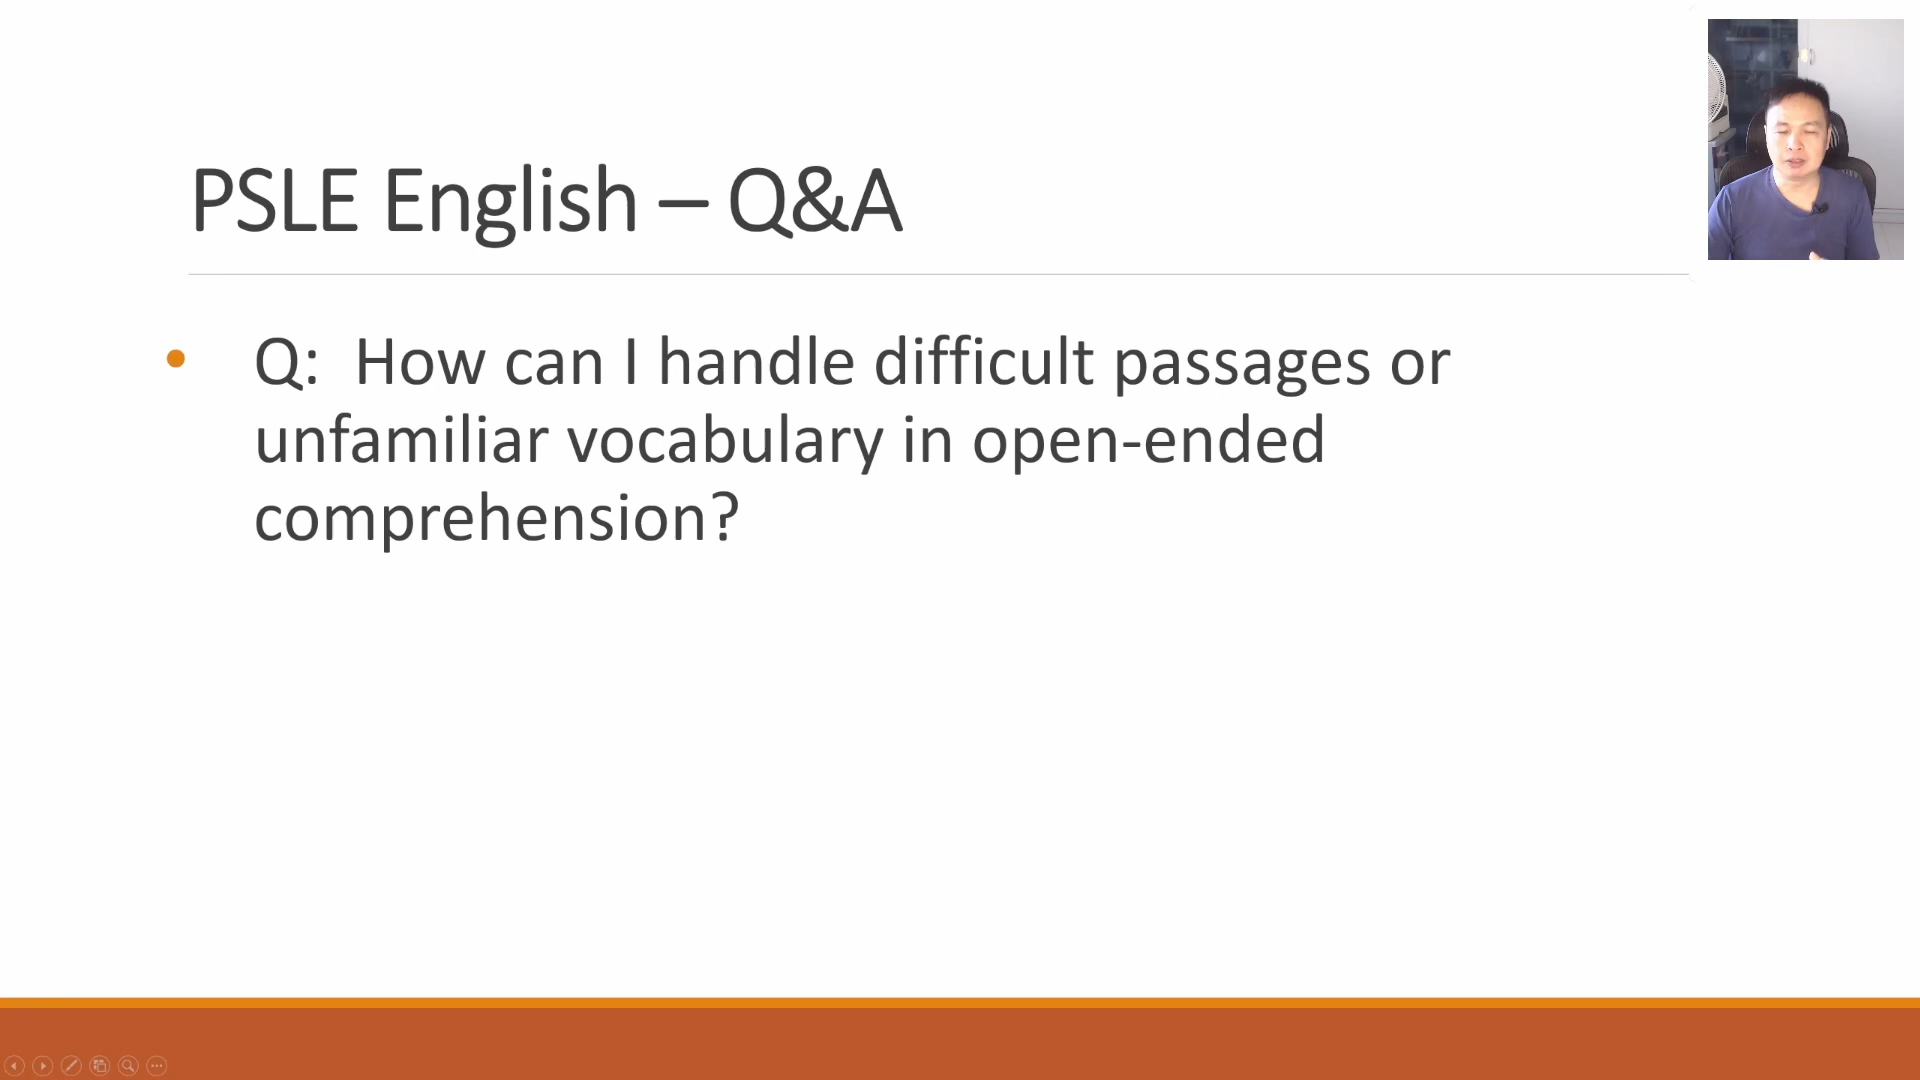 PSLE English – Q&A
• Q: How can I handle difficult passages or
unfamiliar vocabulary in open-ended
comprehension?